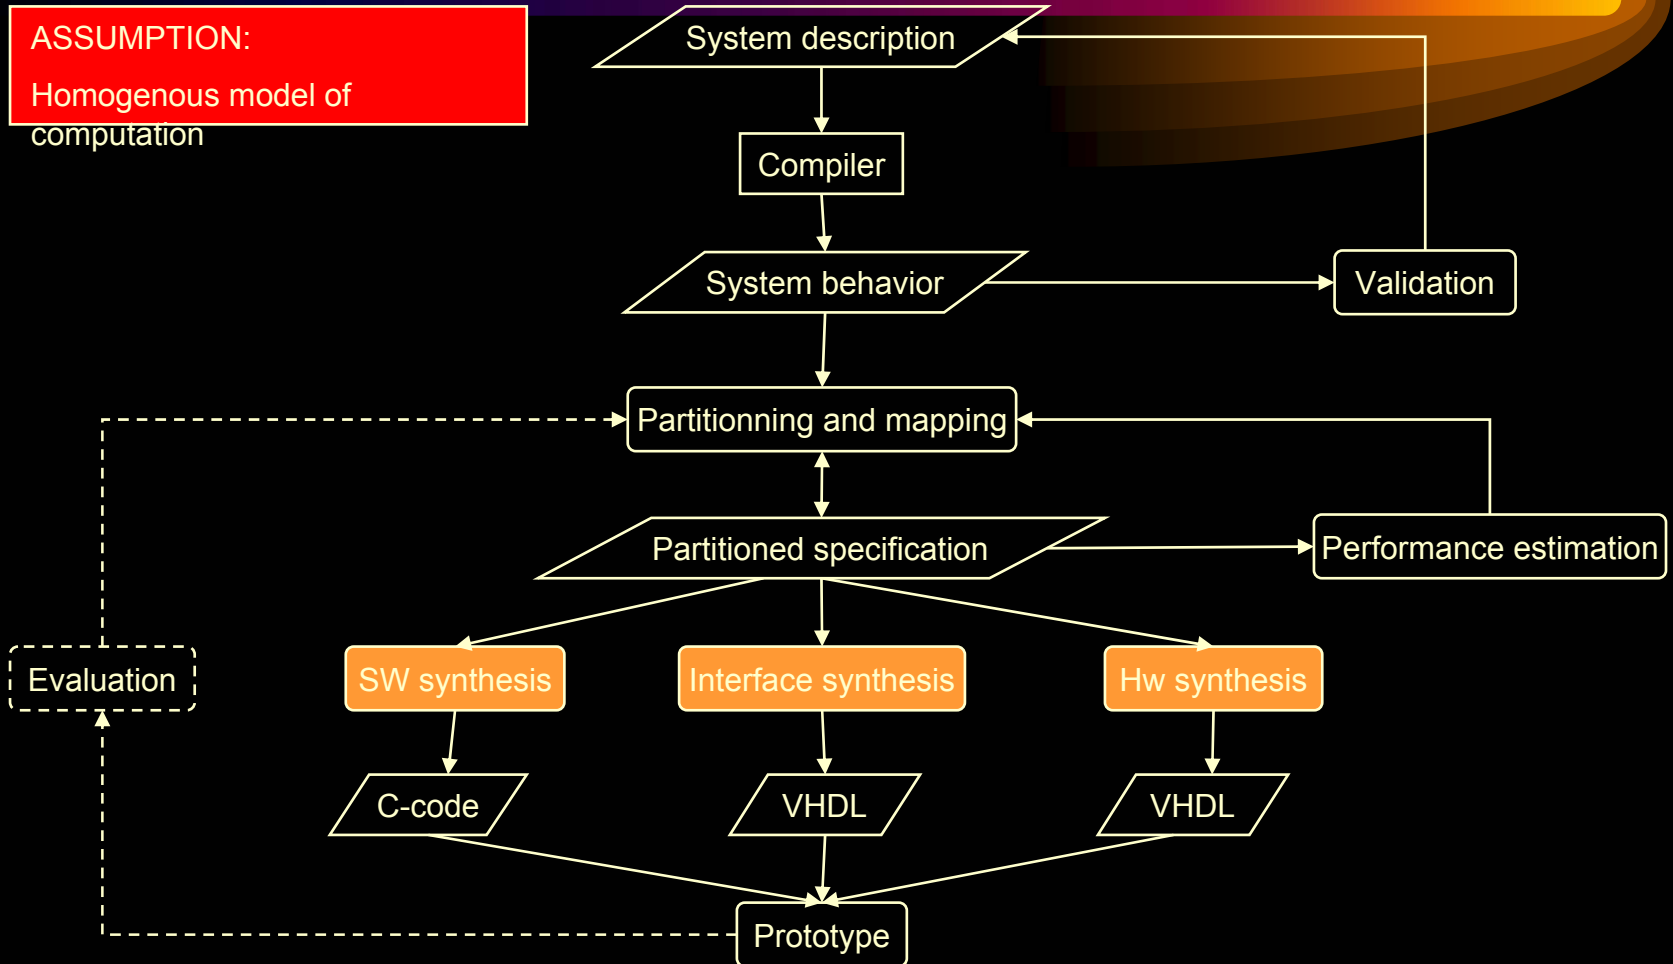 ASSUMPTION:
Homogenous model of
computation
System description
Compiler
System behavior
Validation
Partitionning and mapping
Partitioned specification
Performance estimation
Evaluation
SW synthesis
Interface synthesis
Hw synthesis
C-code
VHDL
VHDL
Prototype